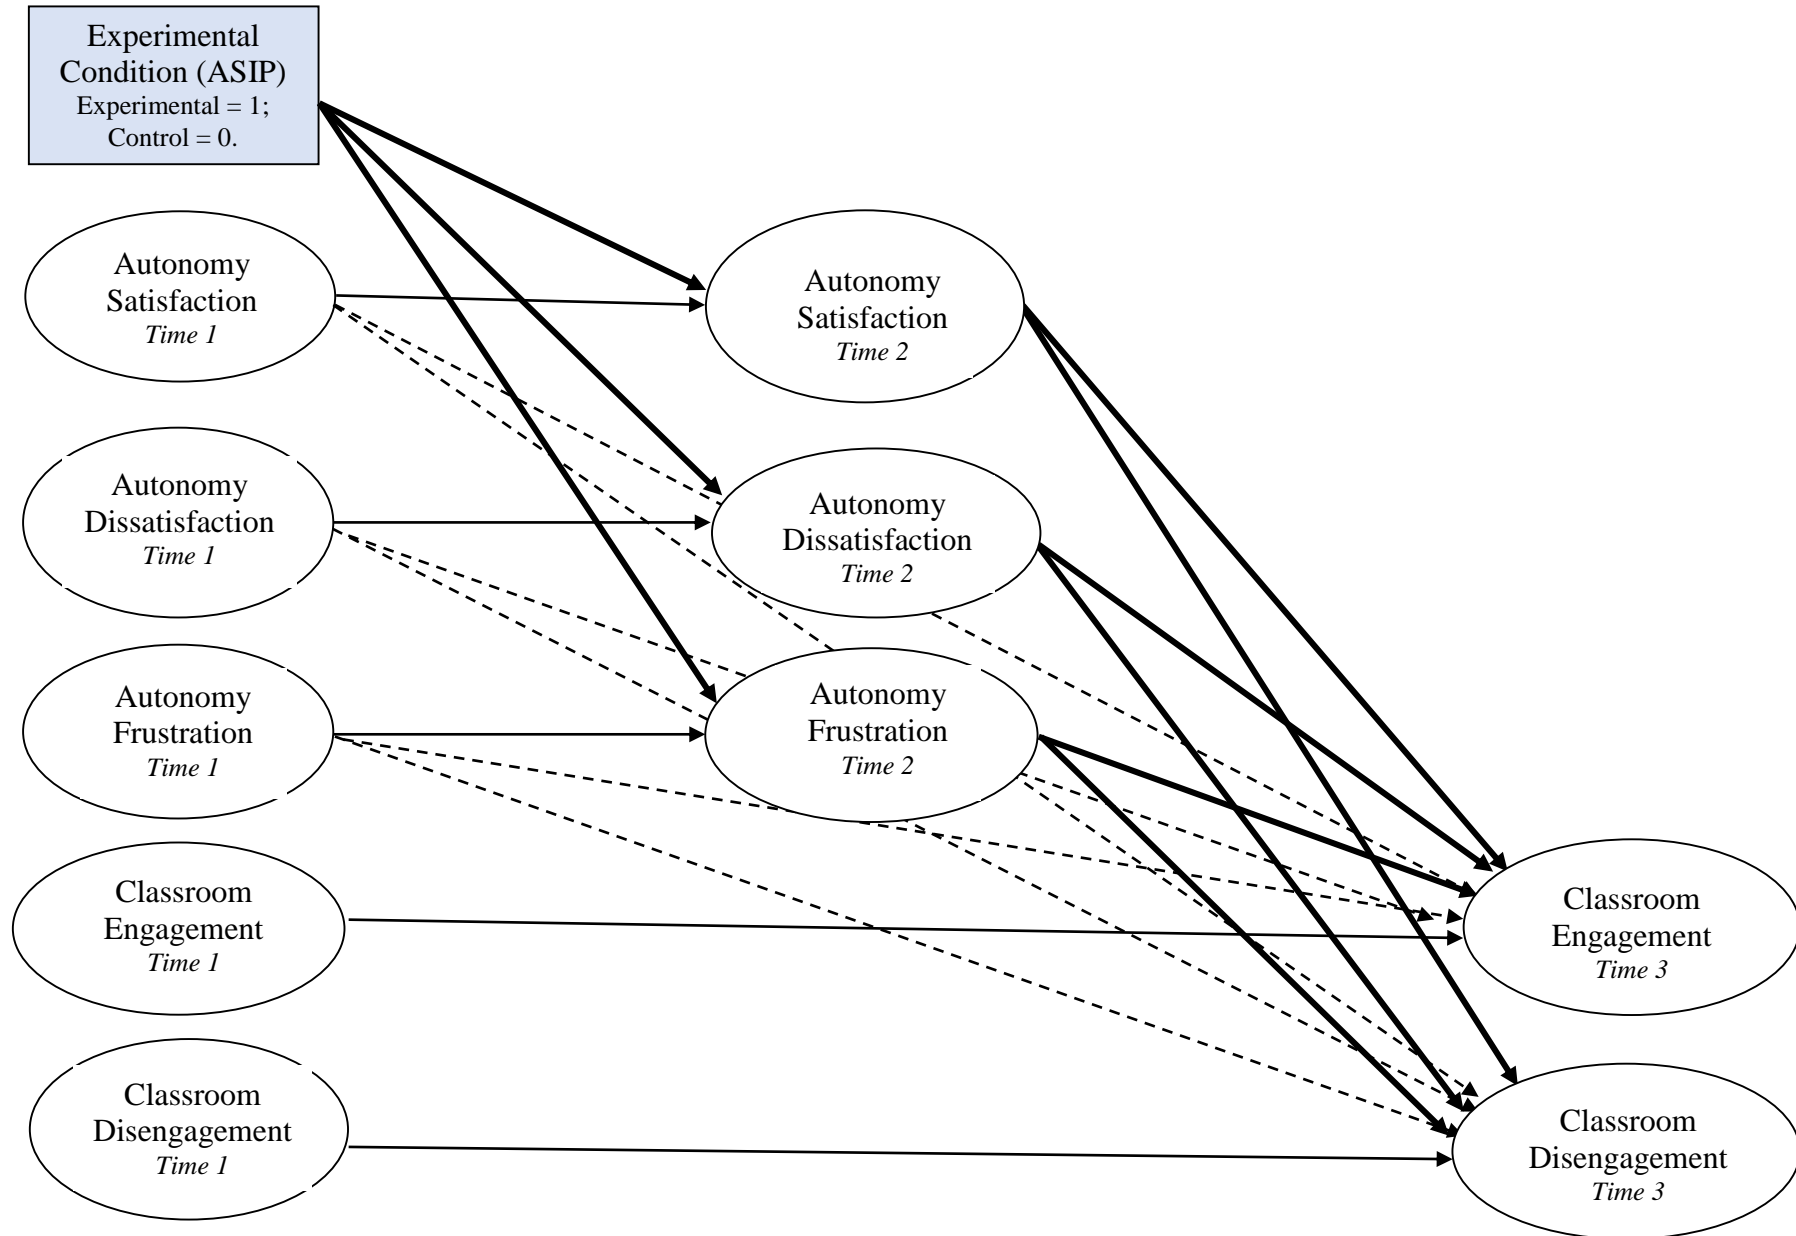 Experimental
Condition (ASIP)
Experimental = 1;
Control = 0.
Autonomy
Satisfaction
Time 1
Autonomy
Satisfaction
Time 2
Autonomy
Dissatisfaction
Time 1
Autonomy
Dissatisfaction
Time 2
Autonomy
Frustration
Time 1
Autonomy
Frustration
Time 2
Classroom
Engagement
Time 1
Classroom
Engagement
Time 3
Classroom
Disengagement
Time 1
Classroom
Disengagement
Time 3